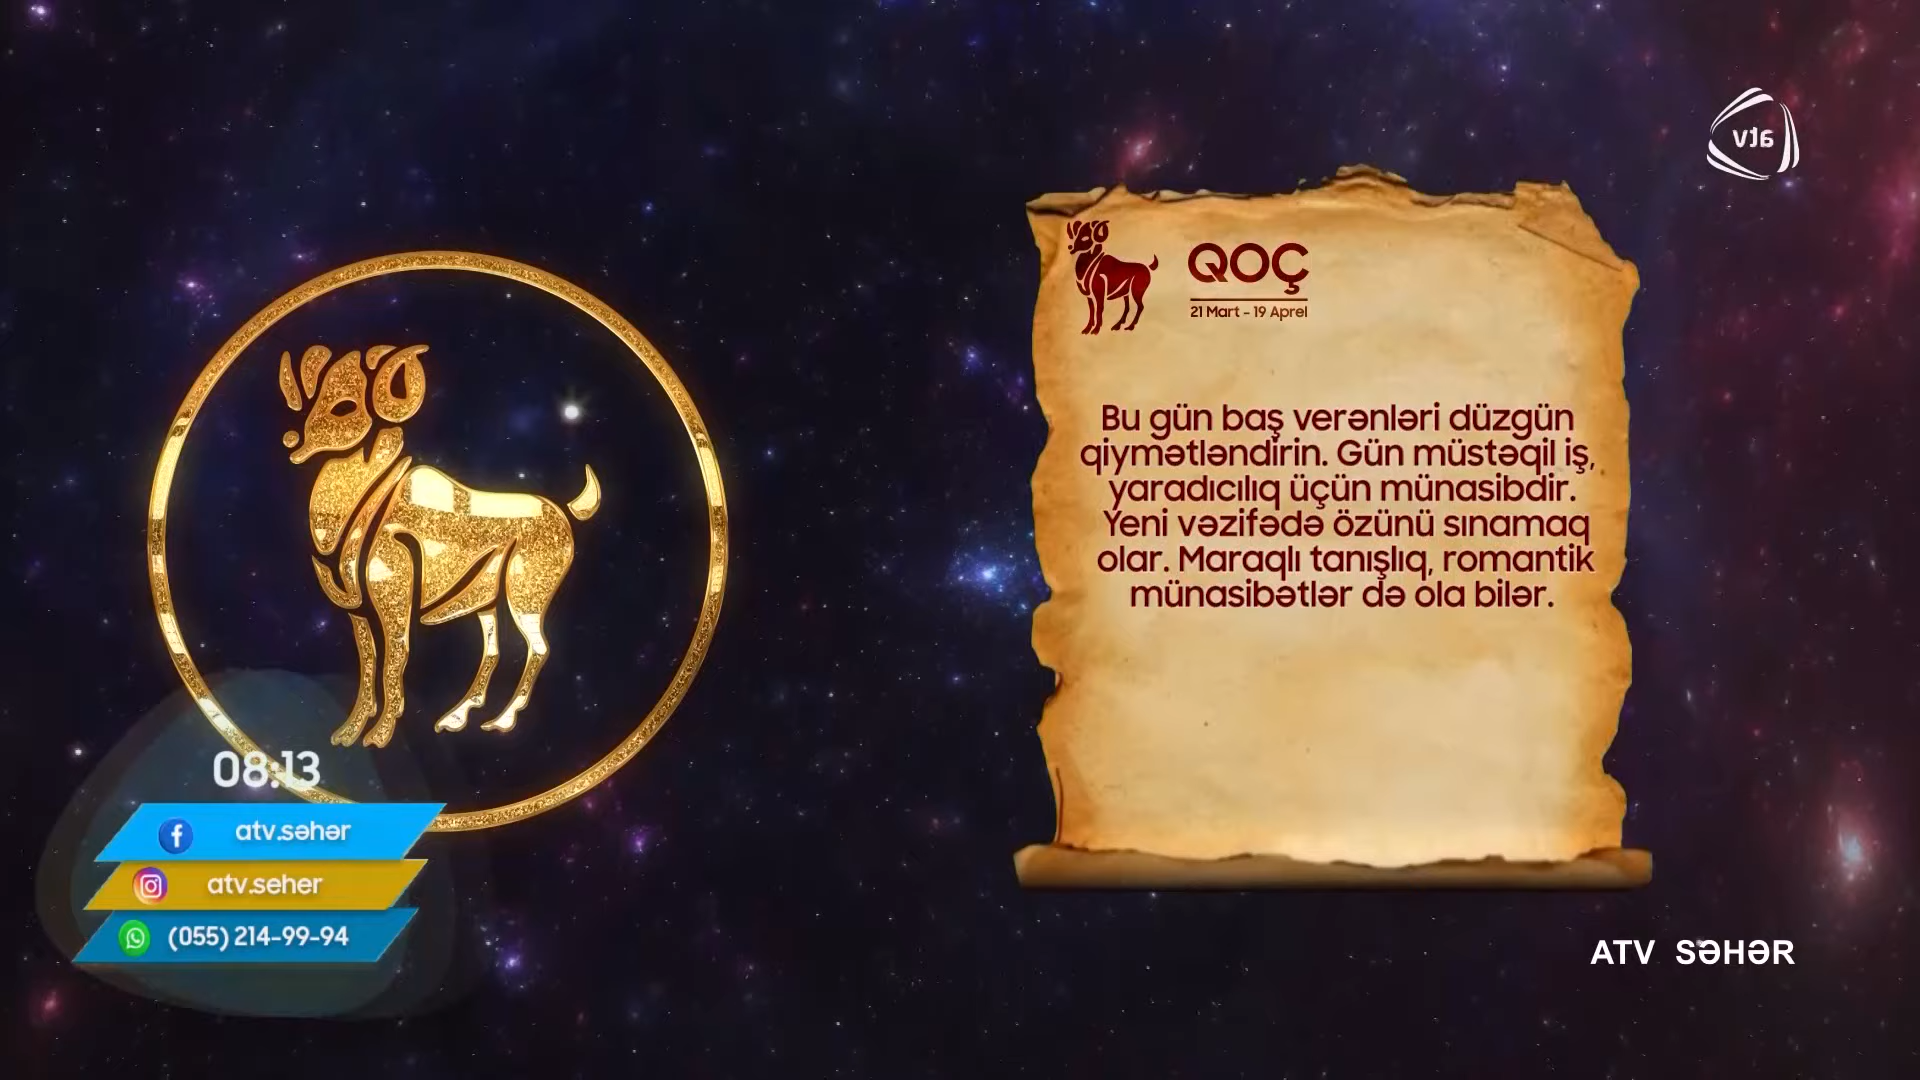 atv
QOÇ
21 Mart - 19 Aprel
Bu gün baş verənləri düzgün
qiymətləndirin. Gün müstəqil iş,
yaradıcılıq üçün münasibdir.
Yeni vəzifədə özünü sınamaq
olar. Maraqlı tanışlıq, romantik
münasibətlər də ola bilər.
08:13
atv.səhər
atv.seher
(055) 214-99-94
ATV SƏHƏR